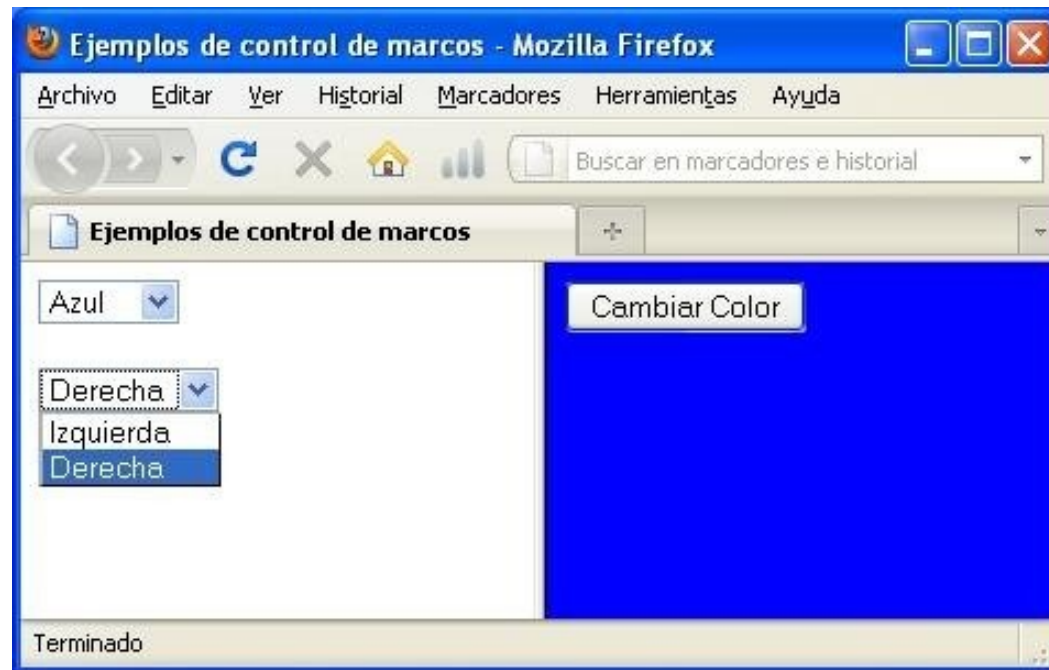 Ejemplos de control de marcos - Mozilla Firefox
Archivo Editar Ver Historial Marcadores Herramientas Ayuda
Buscar en marcadores e historial
Ejemplos de control de marcos
Azul
Cambiar Color
Derecha
Izquierda
Derecha
Terminado